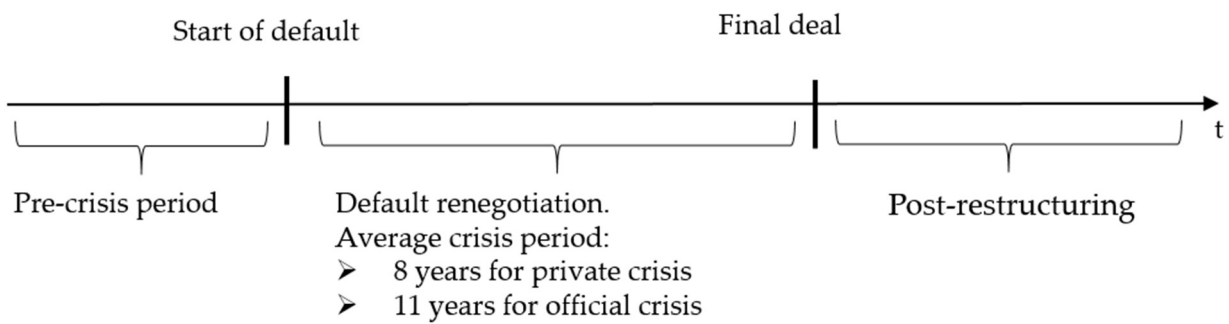 Start of default
Final deal
t
Pre-crisis period
Default renegotiation.
Average crisis period:
➢ 8 years for private crisis
➢ 11 years for official crisis
Post-restructuring